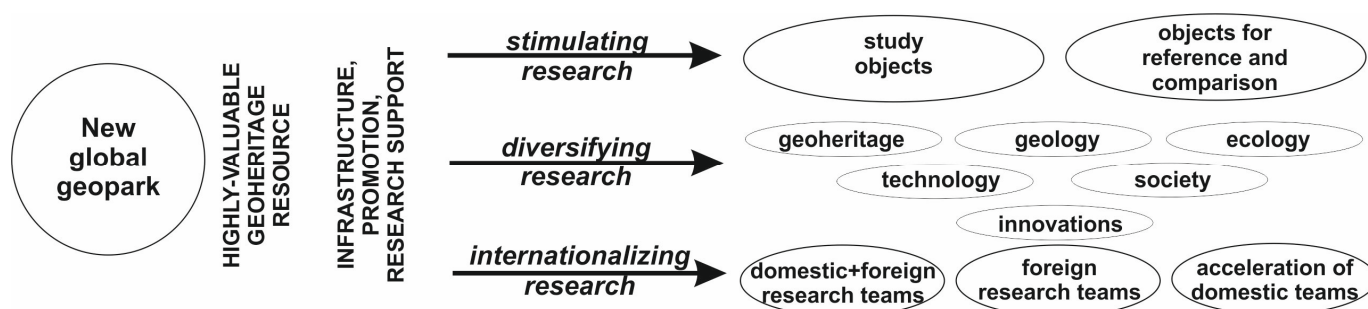 New
global
geopark
HIGHLY-VALUABLE
GEOHERITAGE
RESOURCE
INFRASTRUCTURE,
PROMOTION,
RESEARCH SUPPORT
stimulating
research
study
objects
objects for
reference and
comparison
diversifying
research
geoheritage
geology
ecology
technology
society
innovations
internationalizing
research
domestic+foreign
research teams
foreign
research teams
acceleration of
domestic teams